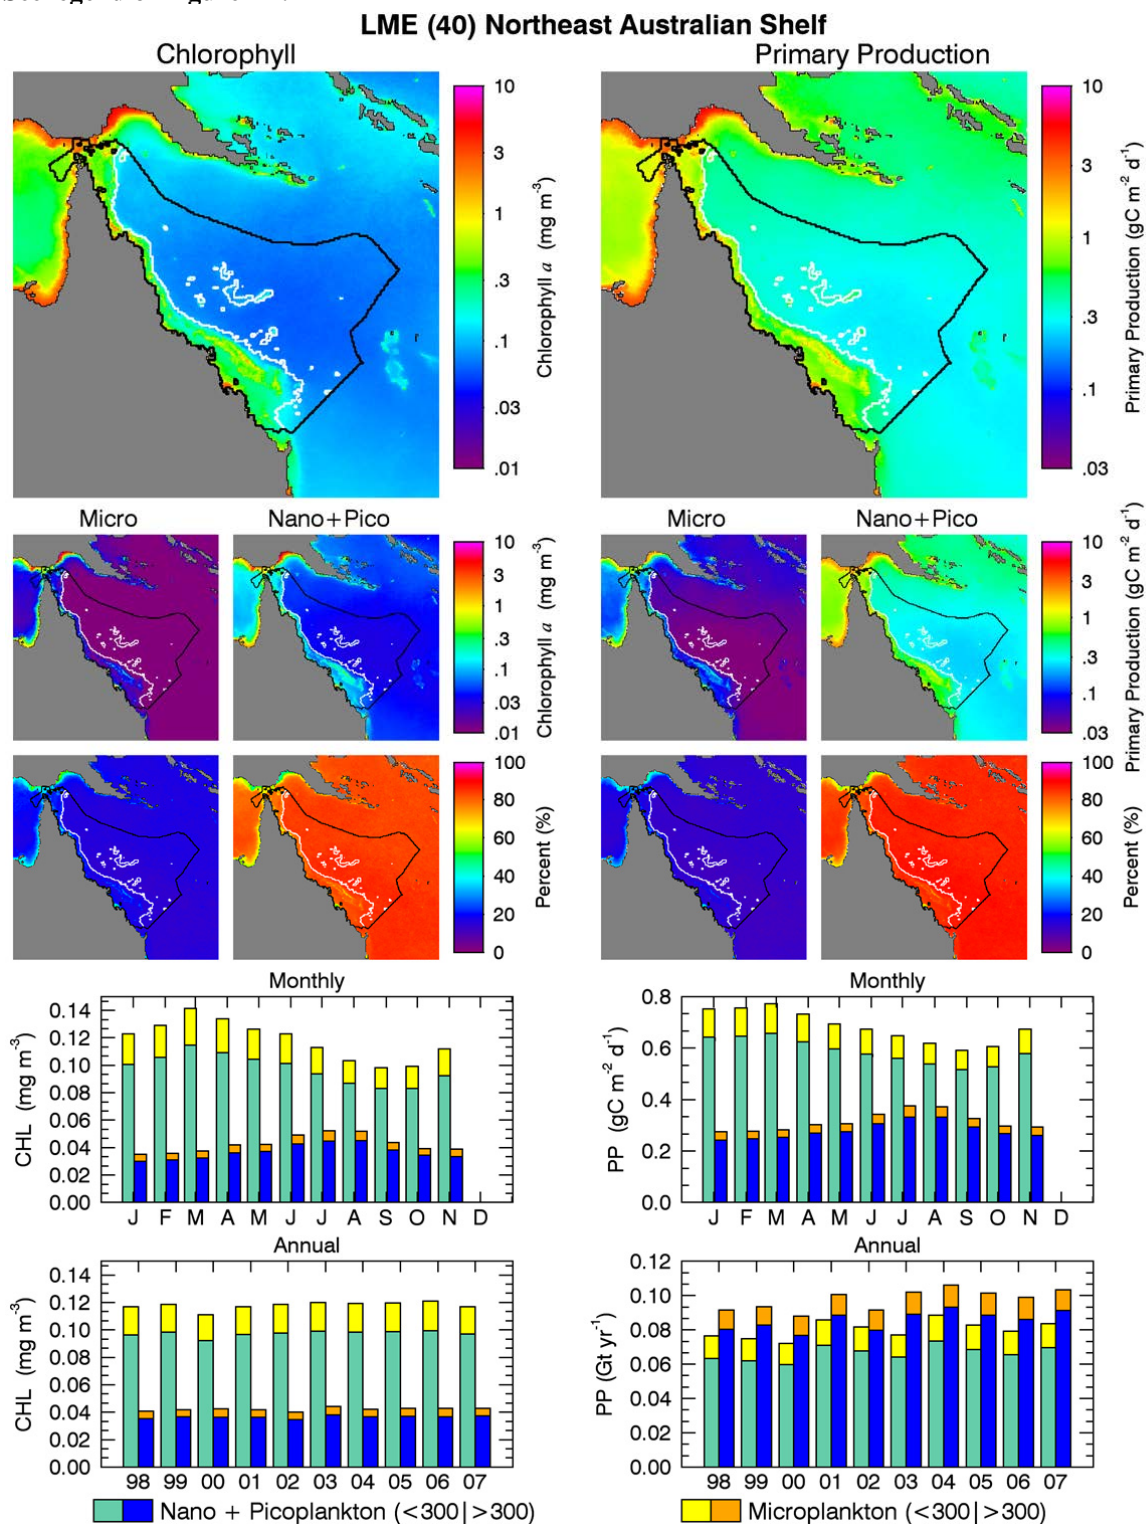 LME (40) Northeast Australian Shelf
Chlorophyll
Primary Production
10
3
1
.3
.1
.03
.01
Chlorophyll a (mg m-3)
10
3
1
.3
.1
.03
Primary Production (gC m-2 d-1)
Micro
Nano+Pico
Micro
Nano+Pico
10
3
1
.3
.1
.03
.01
Chlorophyll a (mg m-3)
10
3
1
.3
.1
.03
Primary Production (gC m-2 d-1)
100
80
60
40
20
0
Percent (%)
100
80
60
40
20
0
Percent (%)
Monthly
0.14
0.12
0.10
0.08
0.06
0.04
0.02
0.00
CHL (mg m-3)
J F M A M J J A S O N D
Monthly
0.8
0.6
0.4
0.2
0.0
PP (gC m-2 d-1)
J F M A M J J A S O N D
Annual
0.14
0.12
0.10
0.08
0.06
0.04
0.02
0.00
CHL (mg m-3)
98 99 00 01 02 03 04 05 06 07
Annual
0.12
0.10
0.08
0.06
0.04
0.02
0.00
PP (Gt yr-1)
98 99 00 01 02 03 04 05 06 07
Nano + Picoplankton (<300|>300)
Microplankton (<300|>300)